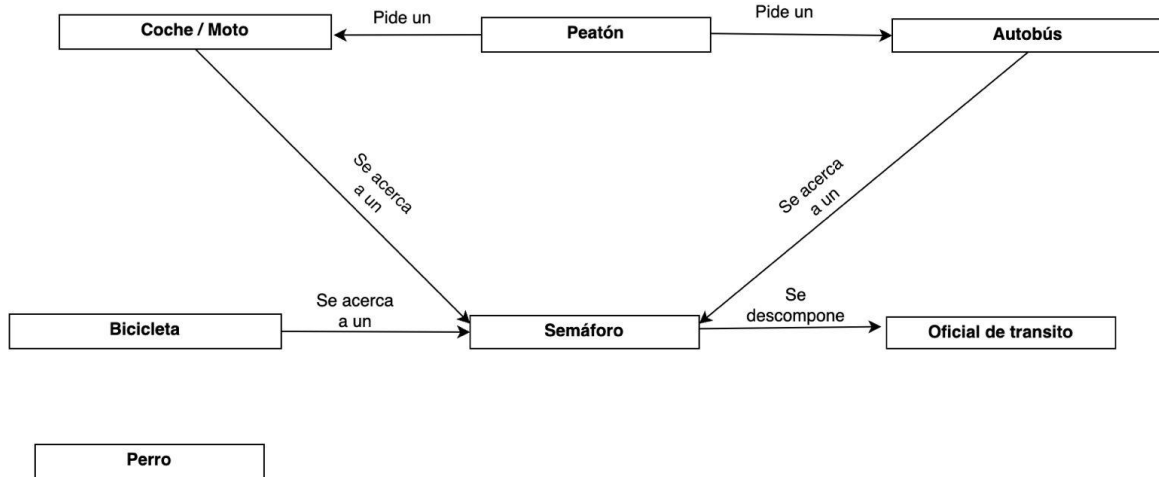 Pide un
Pide un
Coche / Moto
Peatón
Autobús
Se acerca
a un
Se acerca
a un
Se acerca
a un
Se
descompone
Bicicleta
Semáforo
Oficial de transito
Perro